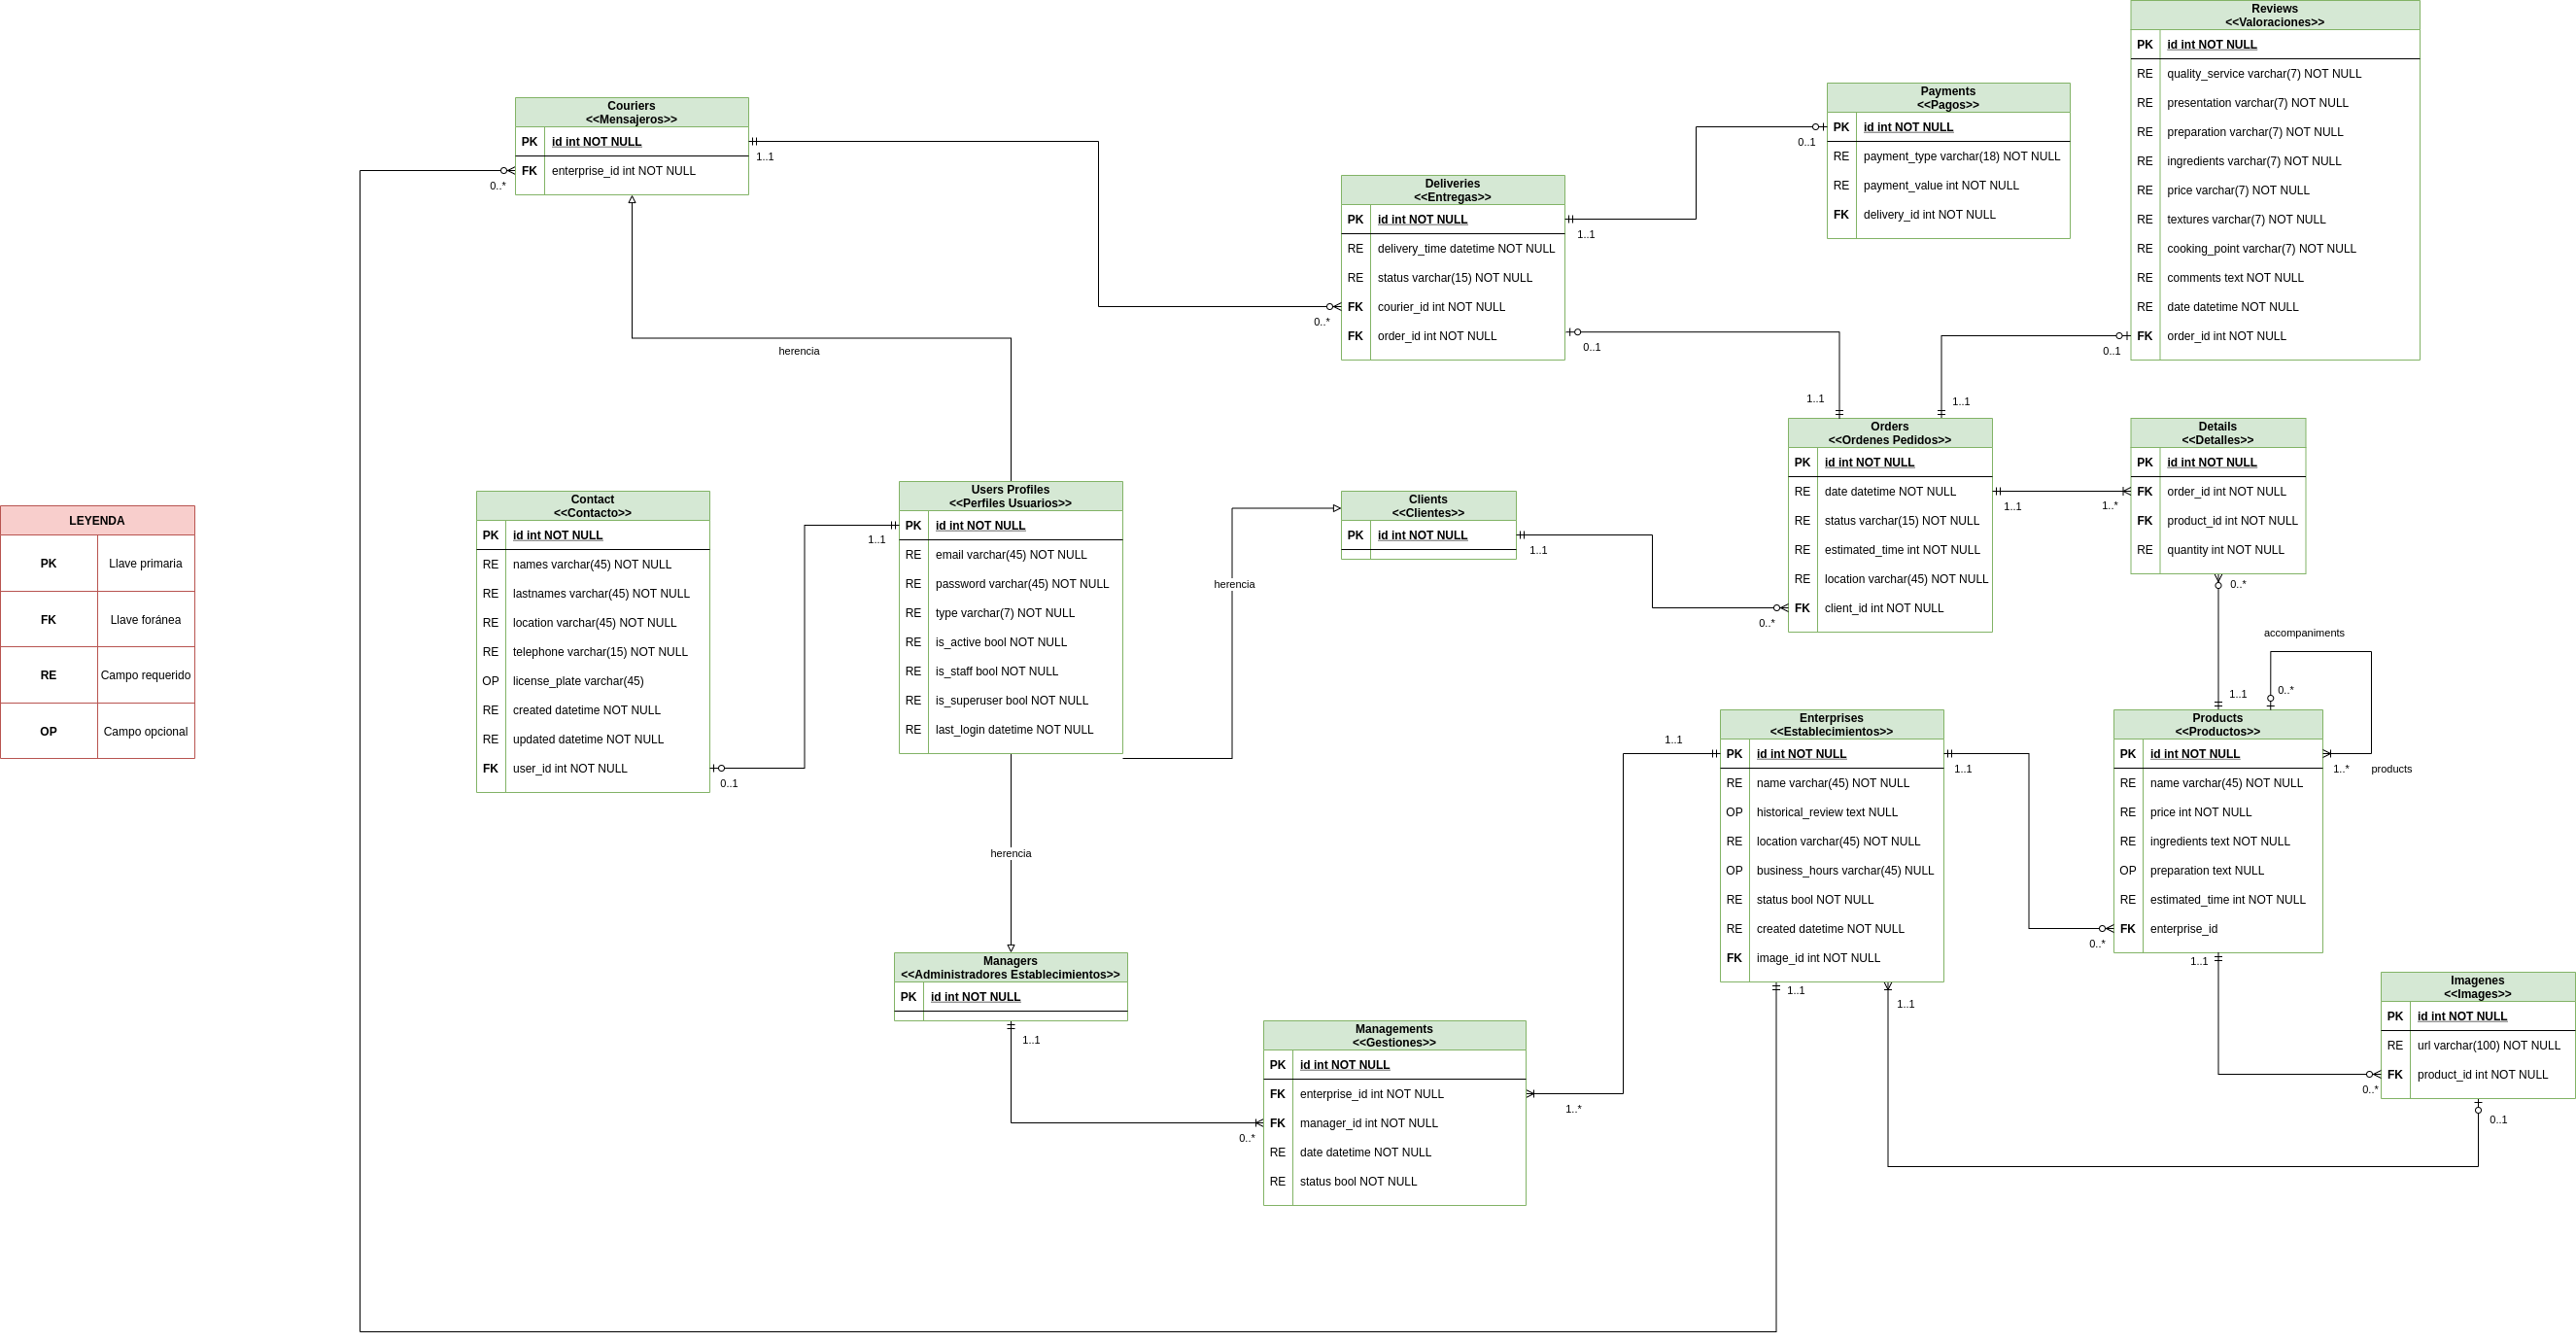 Reviews
<<Valoraciones>>
PK id int NOT NULL
RE quality_service varchar(7) NOT NULL
RE presentation varchar(7) NOT NULL
RE preparation varchar(7) NOT NULL
RE ingredients varchar(7) NOT NULL
RE price varchar(7) NOT NULL
RE textures varchar(7) NOT NULL
RE cooking_point varchar(7) NOT NULL
RE comments text NOT NULL
RE date datetime NOT NULL
FK order_id int NOT NULL
0..1
1..1
Payments
<<Pagos>>
PK id int NOT NULL
RE payment_type varchar(18) NOT NULL
RE payment_value int NOT NULL
FK delivery_id int NOT NULL
0..1
1..1
Couriers
<<Mensajeros>>
PK id int NOT NULL
FK enterprise_id int NOT NULL
1..1
0..*
herencia
Deliveries
<<Entregas>>
PK id int NOT NULL
RE delivery_time datetime NOT NULL
RE status varchar(15) NOT NULL
FK courier_id int NOT NULL
FK order_id int NOT NULL
0..*
0..1
1..1
Orders
<<Ordenes Pedidos>>
PK id int NOT NULL
RE date datetime NOT NULL
RE status varchar(15) NOT NULL
RE estimated_time int NOT NULL
RE location varchar(45) NOT NULL
FK client_id int NOT NULL
1..1
1..*
0..*
Details
<<Detalles>>
PK id int NOT NULL
FK order_id int NOT NULL
FK product_id int NOT NULL
RE quantity int NOT NULL
0..*
LEYENDA
PK Llave primaria
FK Llave foránea
RE Campo requerido
OP Campo opcional
Contact
<<Contacto>>
PK id int NOT NULL
RE names varchar(45) NOT NULL
RE lastnames varchar(45) NOT NULL
RE location varchar(45) NOT NULL
RE telephone varchar(15) NOT NULL
OP license_plate varchar(45)
RE created datetime NOT NULL
RE updated datetime NOT NULL
FK user_id int NOT NULL
0..1
1..1
Users Profiles
<<Perfiles Usuarios>>
PK id int NOT NULL
RE email varchar(45) NOT NULL
RE password varchar(45) NOT NULL
RE type varchar(7) NOT NULL
RE is_active bool NOT NULL
RE is_staff bool NOT NULL
RE is_superuser bool NOT NULL
RE last_login datetime NOT NULL
herencia
herencia
Clients
<<Clientes>>
PK id int NOT NULL
1..1
accompaniments
0..*
1..1
products
1..*
Enterprises
<<Establecimientos>>
PK id int NOT NULL
RE name varchar(45) NOT NULL
OP historical_review text NULL
RE location varchar(45) NOT NULL
OP business_hours varchar(45) NULL
RE status bool NOT NULL
RE created datetime NOT NULL
FK image_id int NOT NULL
1..1
1..1
1..1
1..1
Products
<<Productos>>
PK id int NOT NULL
RE name varchar(45) NOT NULL
RE price int NOT NULL
RE ingredients text NOT NULL
OP preparation text NULL
RE estimated_time int NOT NULL
FK enterprise_id
0..*
1..1
Managers
<<Administradores Establecimientos>>
PK id int NOT NULL
1..1
Managements
<<Gestiones>>
PK id int NOT NULL
FK enterprise_id int NOT NULL
FK manager_id int NOT NULL
RE date datetime NOT NULL
RE status bool NOT NULL
1..*
0..*
Imagenes
<<Images>>
PK id int NOT NULL
RE url varchar(100) NOT NULL
FK product_id int NOT NULL
0..*
0..1